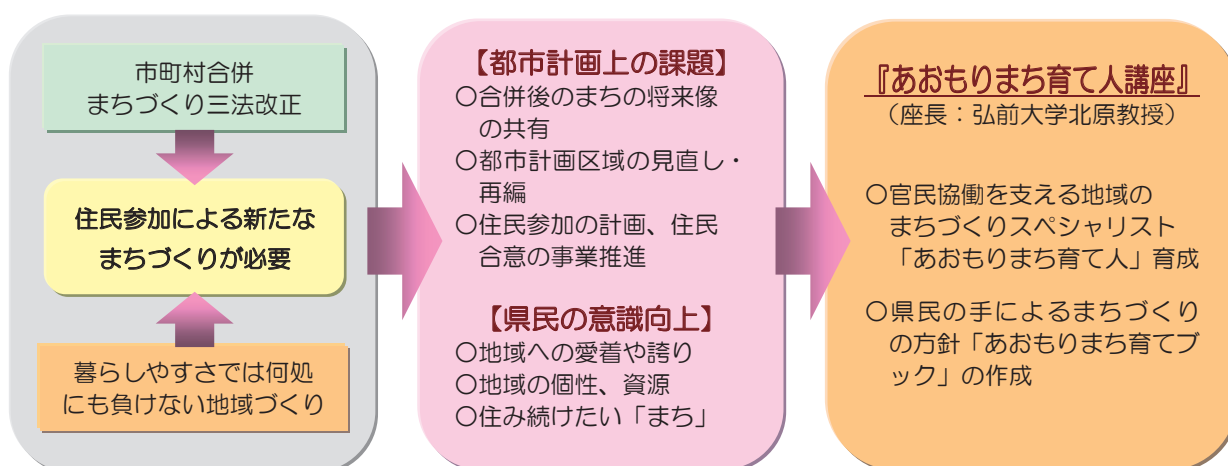 市町村合併
まちづくり三法改正
住民参加による新たな
まちづくりが必要
暮らしやすさでは何処
にも負けない地域づくり
【都市計画上の課題】
○合併後のまちの将来像
の共有
○都市計画区域の見直し・
再編
○住民参加の計画、住民
合意の事業推進
【県民の意識向上】
○地域への愛着や誇り
○地域の個性、資源
○住み続けたい「まち」
『あおもりまち育て人講座』
（座長：弘前大学北原教授）
○官民協働を支える地域の
まちづくりスペシャリスト
「あおもりまち育て人」育成
○県民の手によるまちづくり
の方針「あおもりまち育てブ
ック」の作成